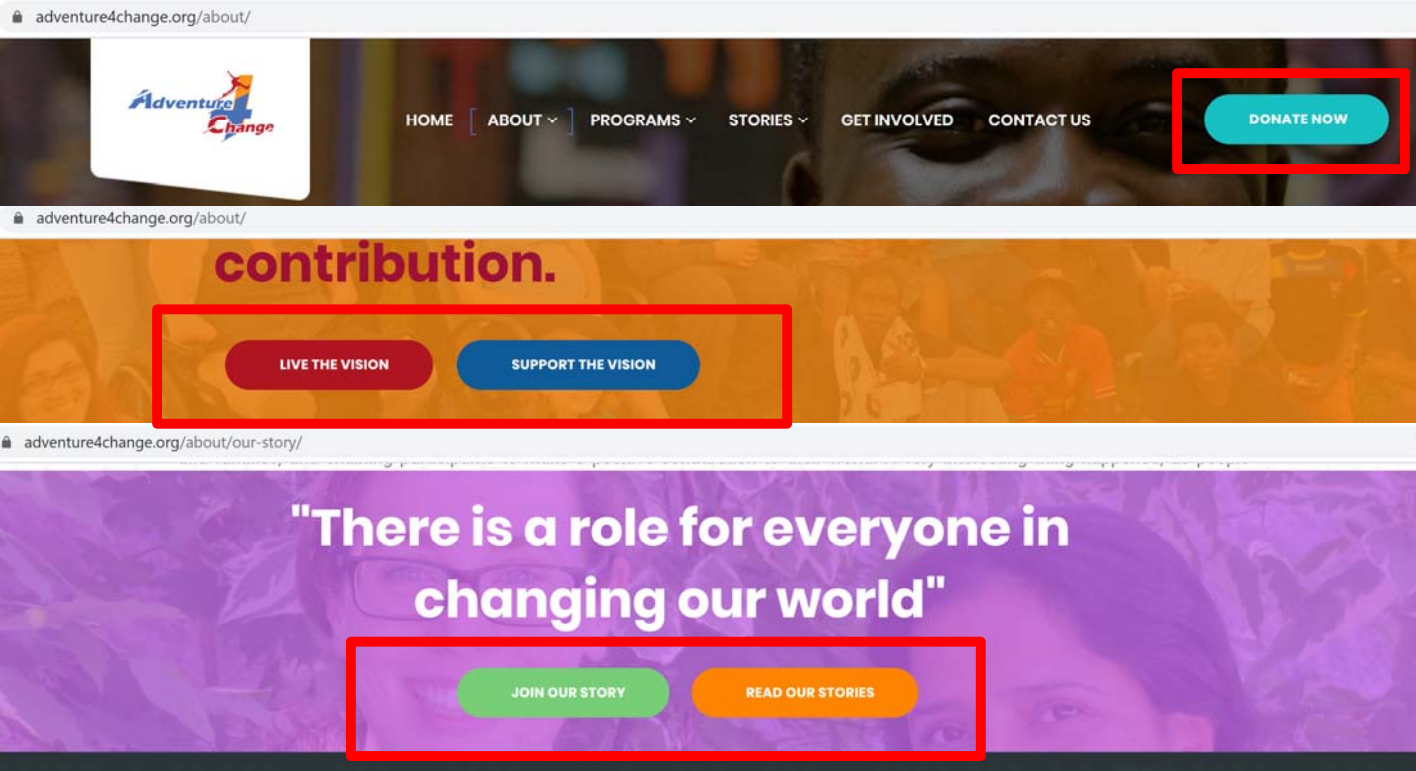 adventure4change.org/about/
Adventure
4
Change
HOME [ ABOUT ] PROGRAMS STORIES GET INVOLVED CONTACT US DONATE NOW
adventure4change.org/about/
contribution.
LIVE THE VISION SUPPORT THE VISION
adventure4change.org/about/our-story/
"There is a role for everyone in
changing our world"
JOIN OUR STORY READ OUR STORIES